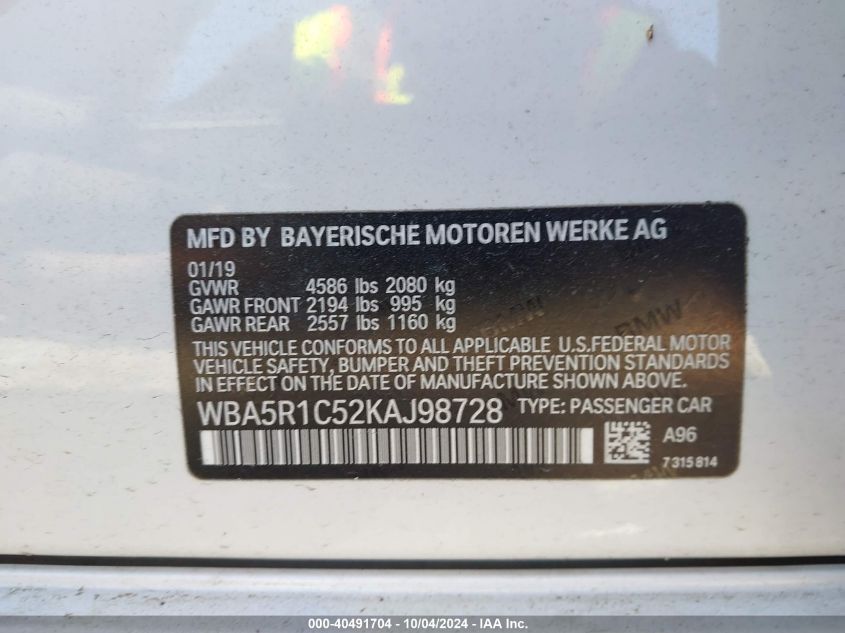 MFD BY BAYERISCHE MOTOREN WERKE AG
01/19
GVWR 4586 lbs 2080 kg
GAWR FRONT 2194 lbs 995 kg
GAWR REAR 2557 lbs 1160 kg
THIS VEHICLE CONFORMS TO ALL APPLICABLE U.S.FEDERAL MOTOR
VEHICLE SAFETY, BUMPER AND THEFT PREVENTION STANDARDS
IN EFFECT ON THE DATE OF MANUFACTURE SHOWN ABOVE.
WBA5R1C52KAJ98728 TYPE: PASSENGER CAR
A96
7315814
BMW
BMW
000-40491704 - 10/04/2024 - IAA Inc.